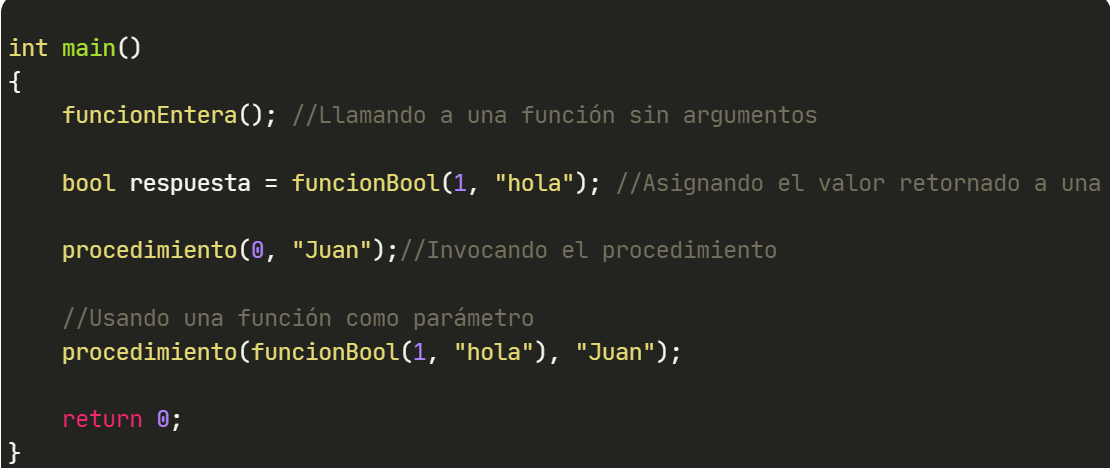 int main()
{
    funcionEntera(); //Llamando a una función sin argumentos
    bool respuesta = funcionBool(1, "hola"); //Asignando el valor retornado a una
    procedimiento(0, "Juan");//Invocando el procedimiento
    //Usando una función como parámetro
    procedimiento(funcionBool(1, "hola"), "Juan");
    return 0;
}